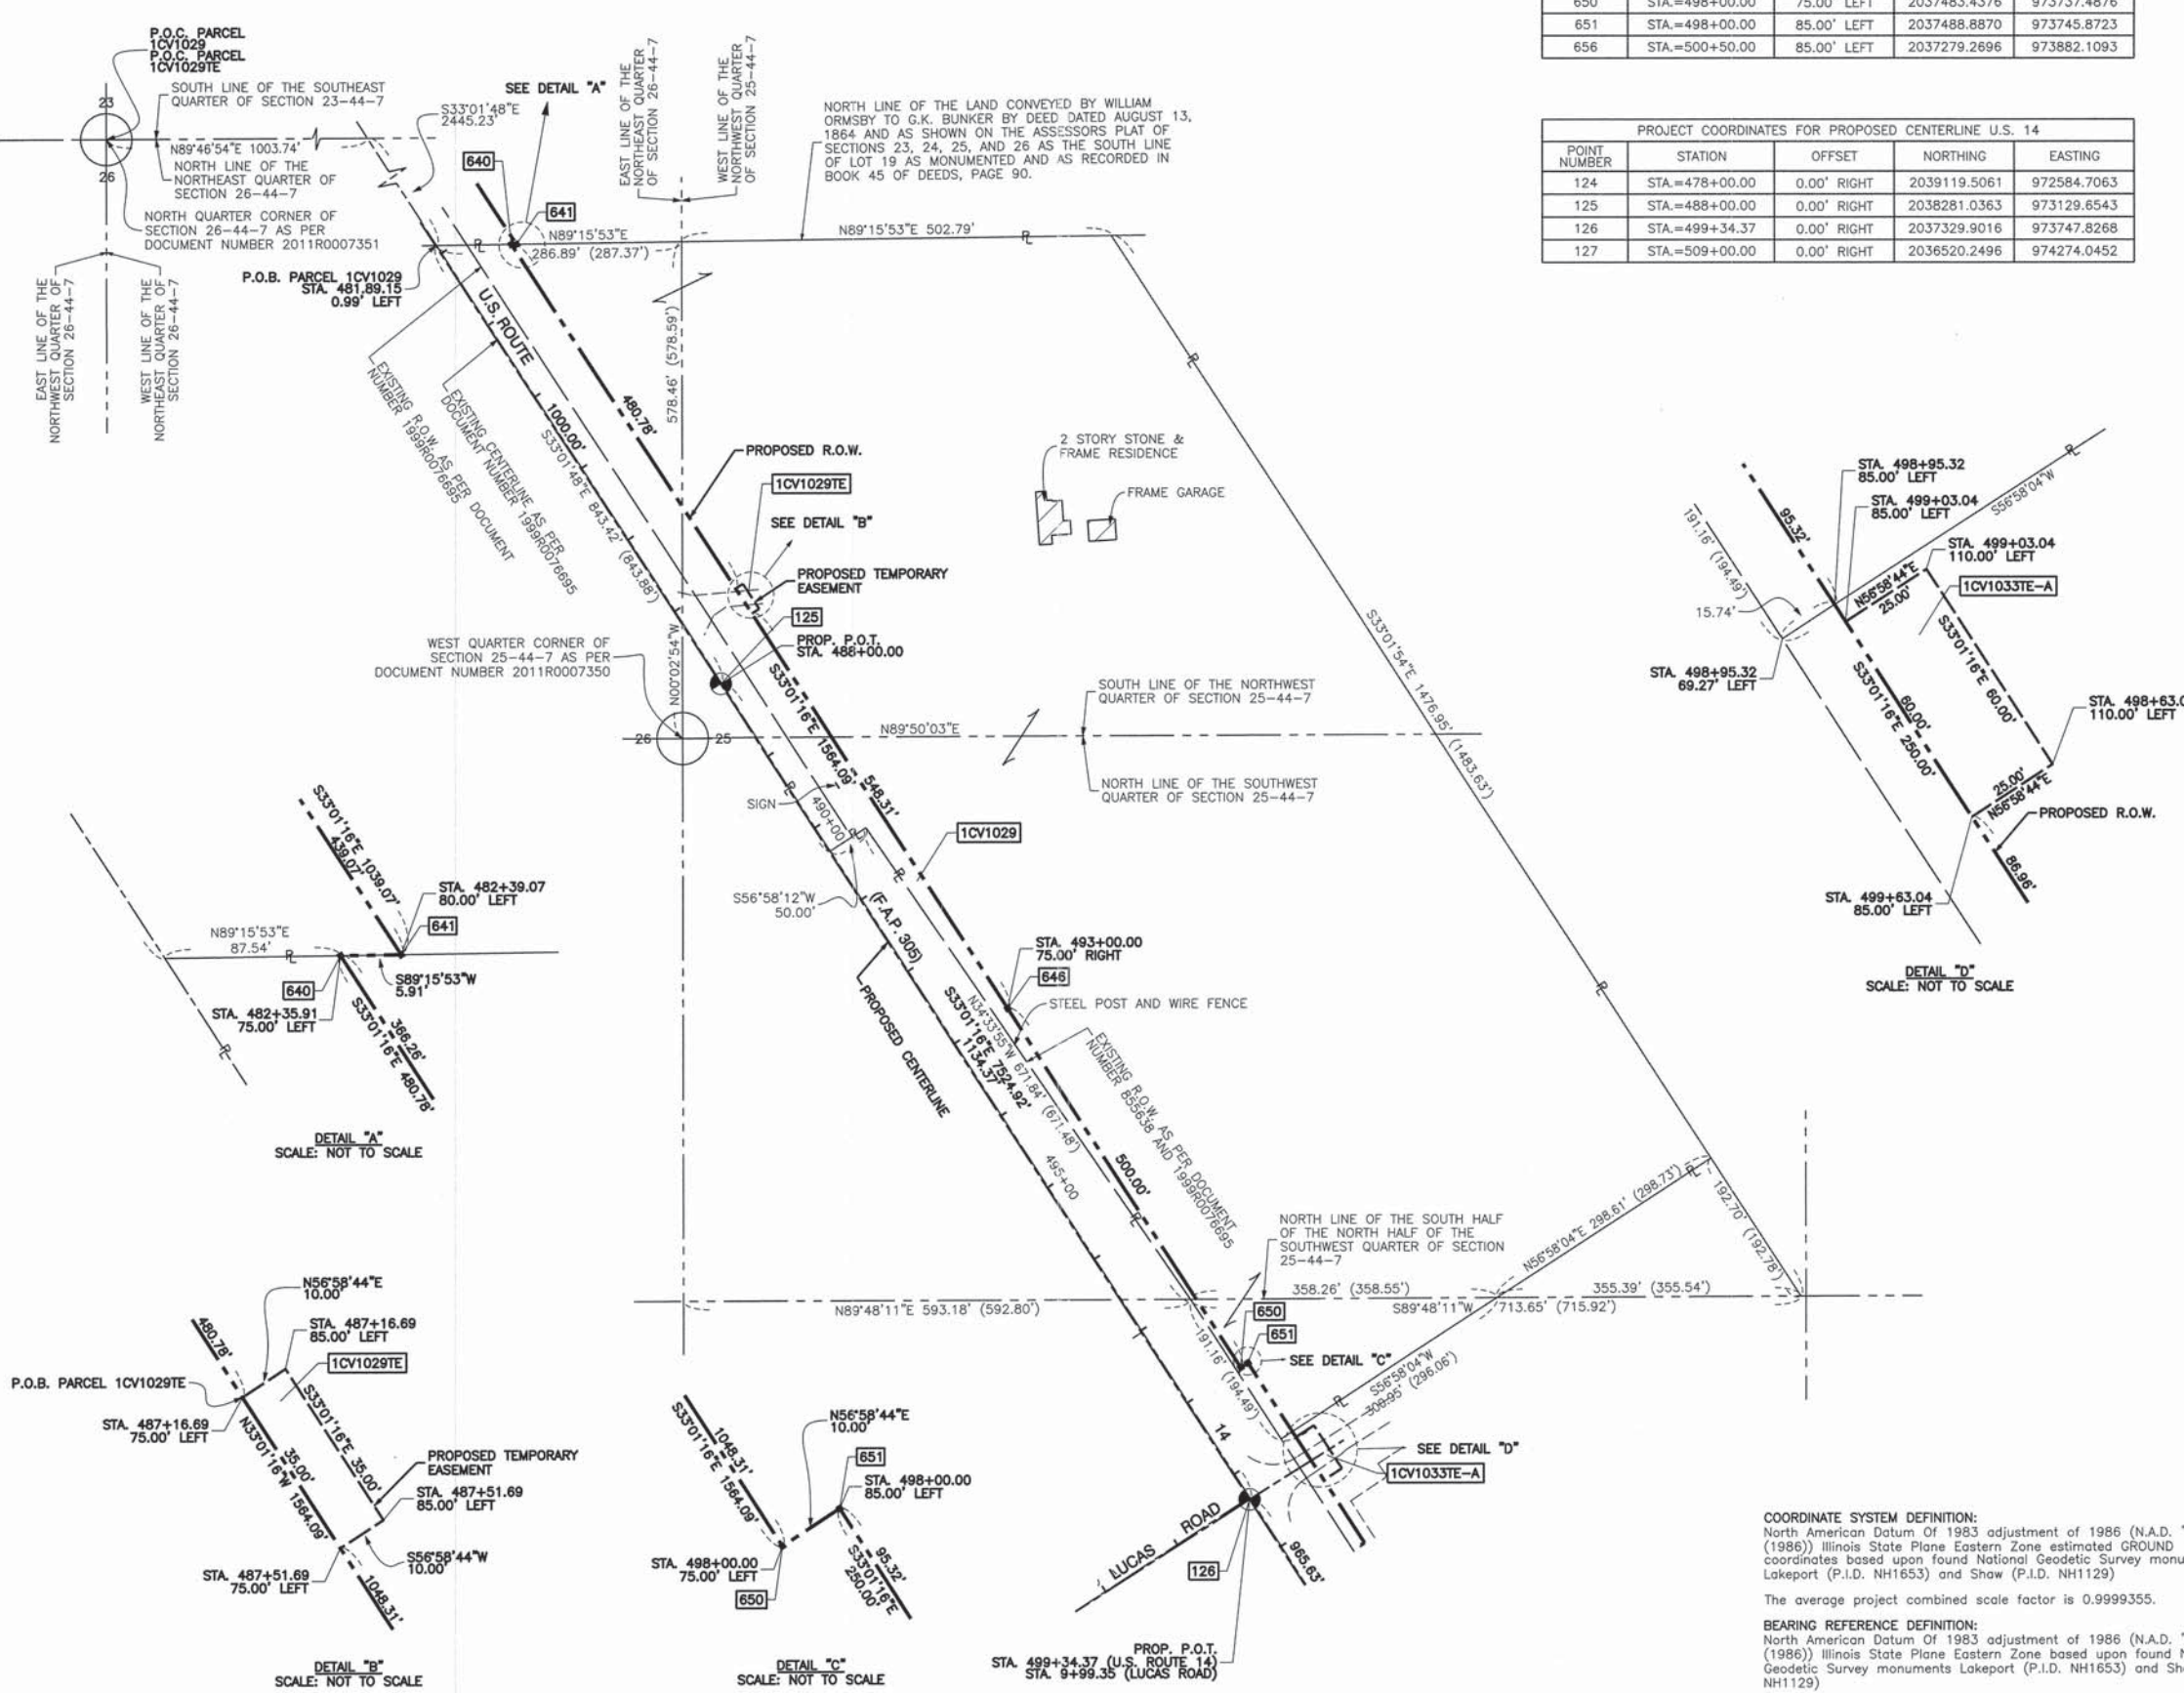 650 STA.=498+00.00 75.00' LEFT 2037483.4376 973737.4876
651 STA.=498+00.00 85.00' LEFT 2037488.8870 973745.8723
656 STA.=500+50.00 85.00' LEFT 2037279.2696 973882.1093
PROJECT COORDINATES FOR PROPOSED CENTERLINE U.S. 14
POINT NUMBER STATION OFFSET NORTHING EASTING
124 STA.=478+00.00 0.00' RIGHT 2039119.5061 972584.7063
125 STA.=488+00.00 0.00' RIGHT 2038281.0363 973129.6543
126 STA.=499+34.37 0.00' RIGHT 2037329.9016 973747.8268
127 STA.=509+00.00 0.00' RIGHT 2036520.2496 974274.0452
P.O.C. PARCEL
1CV1029
P.O.C. PARCEL
1CV1029TE
23
26
SOUTH LINE OF THE SOUTHEAST
QUARTER OF SECTION 23-44-7
N89°46'54"E 1003.74'
NORTH LINE OF THE
NORTHEAST QUARTER OF
SECTION 26-44-7
NORTH QUARTER CORNER OF
SECTION 26-44-7 AS PER
DOCUMENT NUMBER 2011R0007351
EAST LINE OF THE
NORTHWEST QUARTER OF
SECTION 26-44-7
WEST LINE OF THE
NORTHEAST QUARTER OF
SECTION 26-44-7
S33°01'48"E
2445.23'
SEE DETAIL "A"
640
641
EAST LINE OF THE
NORTHEAST QUARTER
OF SECTION 26-44-7
WEST LINE OF THE
NORTHWEST QUARTER
OF SECTION 25-44-7
NORTH LINE OF THE LAND CONVEYED BY WILLIAM
ORMSBY TO G.K. BUNKER BY DEED DATED AUGUST 13,
1864 AND AS SHOWN ON THE ASSESSORS PLAT OF
SECTIONS 23, 24, 25, AND 26 AS THE SOUTH LINE
OF LOT 19 AS MONUMENTED AND AS RECORDED IN
BOOK 45 OF DEEDS, PAGE 90.
N89°15'53"E
286.89' (287.37')
N89°15'53"E 502.79'
P.O.B. PARCEL 1CV1029
STA. 481.89.15
0.99' LEFT
U.S. ROUTE
EXISTING R.O.W. AS PER DOCUMENT
NUMBER 1999R0076695
EXISTING CENTERLINE AS PER
DOCUMENT NUMBER 1999R0076695
1000.00'
S33°01'48"E 843.42' (843.88')
480.78'
578.46' (578.59')
PROPOSED R.O.W.
1CV1029TE
SEE DETAIL "B"
PROPOSED TEMPORARY
EASEMENT
125
PROP. P.O.T.
STA. 488+00.00
2 STORY STONE &
FRAME RESIDENCE
FRAME GARAGE
WEST QUARTER CORNER OF
SECTION 25-44-7 AS PER
DOCUMENT NUMBER 2011R0007350
N00°02'54"W
26
25
N89°50'03"E
SOUTH LINE OF THE NORTHWEST
QUARTER OF SECTION 25-44-7
NORTH LINE OF THE SOUTHWEST
QUARTER OF SECTION 25-44-7
S33°01'54"E 1476.95' (1483.63')
S33°01'16"E 1564.09'
548.31'
SIGN
490+00
1CV1029
S56°58'12"W
50.00'
(F.A.P. 305)
PROPOSED CENTERLINE
STA. 493+00.00
75.00' RIGHT
646
STEEL POST AND WIRE FENCE
S33°01'16"E 7524.92'
1134.37'
N34°33'55"W 671.84' (671.48')
EXISTING R.O.W. AS PER DOCUMENT
NUMBER 855638 AND 1999R0076695
500.00'
495+00
NORTH LINE OF THE SOUTH HALF
OF THE NORTH HALF OF THE
SOUTHWEST QUARTER OF SECTION
25-44-7
N89°48'11"E 593.18' (592.80')
358.26' (358.55')
355.39' (355.54')
S89°48'11"W 713.65' (715.92')
N56°58'04"E 298.61' (298.73')
192.70' (192.78')
650
651
SEE DETAIL "C"
191.16' (194.49')
S56°58'04"W
(296.06')
SEE DETAIL "D"
1CV1033TE-A
14
LUCAS ROAD
126
965.63'
PROP. P.O.T.
STA. 499+34.37 (U.S. ROUTE 14)
STA. 9+99.35 (LUCAS ROAD)
S33°01'16"E 1039.07'
439.07'
STA. 482+39.07
80.00' LEFT
641
N89°15'53"E
87.54'
S89°15'53"W
5.91'
640
STA. 482+35.91
75.00' LEFT
366.26'
S33°01'16"E 480.78'
DETAIL "A"
SCALE: NOT TO SCALE
N56°58'44"E
10.00'
480.78'
STA. 487+16.69
85.00' LEFT
1CV1029TE
P.O.B. PARCEL 1CV1029TE
STA. 487+16.69
75.00' LEFT
S33°01'16"E 35.00'
35.00'
N33°01'16"W 1564.09'
PROPOSED TEMPORARY
EASEMENT
STA. 487+51.69
85.00' LEFT
S56°58'44"W
10.00'
STA. 487+51.69
75.00' LEFT
1048.31'
DETAIL "B"
SCALE: NOT TO SCALE
1048.31'
S33°01'16"E 1564.09'
N56°58'44"E
10.00'
651
STA. 498+00.00
85.00' LEFT
STA. 498+00.00
75.00' LEFT
650
95.32'
S33°01'16"E
250.00'
DETAIL "C"
SCALE: NOT TO SCALE
STA. 498+95.32
85.00' LEFT
STA. 499+03.04
85.00' LEFT
S56°58'04"W
95.32'
191.16' (194.49')
STA. 499+03.04
110.00' LEFT
1CV1033TE-A
N56°58'44"E
25.00'
15.74'
STA. 498+95.32
69.27' LEFT
S33°01'16"E 60.00'
60.00'
S33°01'16"E 250.00'
STA. 498+63.0
110.00' LEFT
25.00'
N56°58'44"E
PROPOSED R.O.W.
86.96'
STA. 499+63.04
85.00' LEFT
DETAIL "D"
SCALE: NOT TO SCALE
COORDINATE SYSTEM DEFINITION:
North American Datum Of 1983 adjustment of 1986 (N.A.D.
(1986)) Illinois State Plane Eastern Zone estimated GROUND
coordinates based upon found National Geodetic Survey monu
Lakeport (P.I.D. NH1653) and Shaw (P.I.D. NH1129)
The average project combined scale factor is 0.9999355.
BEARING REFERENCE DEFINITION:
North American Datum Of 1983 adjustment of 1986 (N.A.D.
(1986)) Illinois State Plane Eastern Zone based upon found N
Geodetic Survey monuments Lakeport (P.I.D. NH1653) and Sh
NH1129)